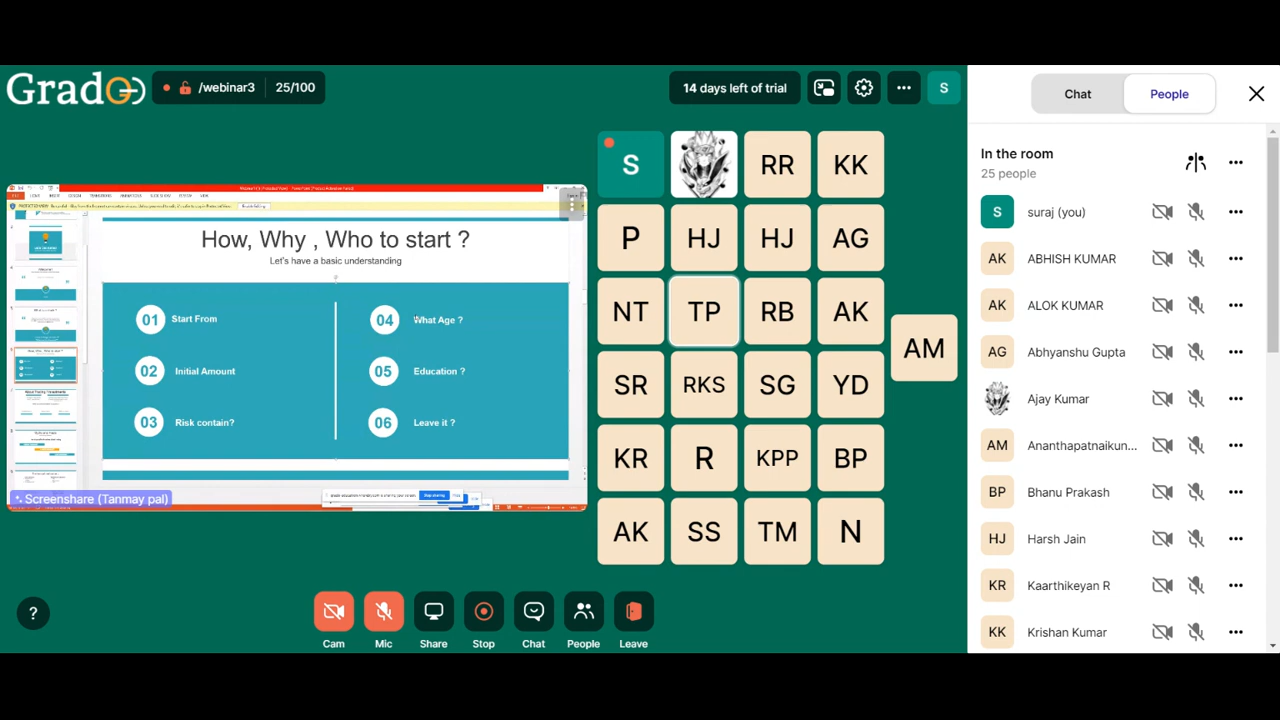 Grado
/webinar3
25/100
14 days left of trial
S
Chat
People
In the room
25 people
S suray (you)
AK ABHISH KUMAR
AK ALOK KUMAR
AG Abhyanshu Gupta
Ajay Kumar
AM Ananthapatnaikun...
BP Bhanu Prakash
HJ Harsh Jain
KR Kaarthikeyan R
KK Krishan Kumar
S RR KK
P HJ HJ AG
NT TP RB AK
AM
SR RKS SG YD
KR R KPP BP
AK SS TM N
How, Why , Who to start ?
Let's have a basic understanding
01 Start From
02 Initial Amount
03 Risk contain?
04 What Age ?
05 Education ?
06 Leave it ?
Screenshare (Tanmay pal)
?
Cam
Mic
Share
Stop
Chat
People
Leave